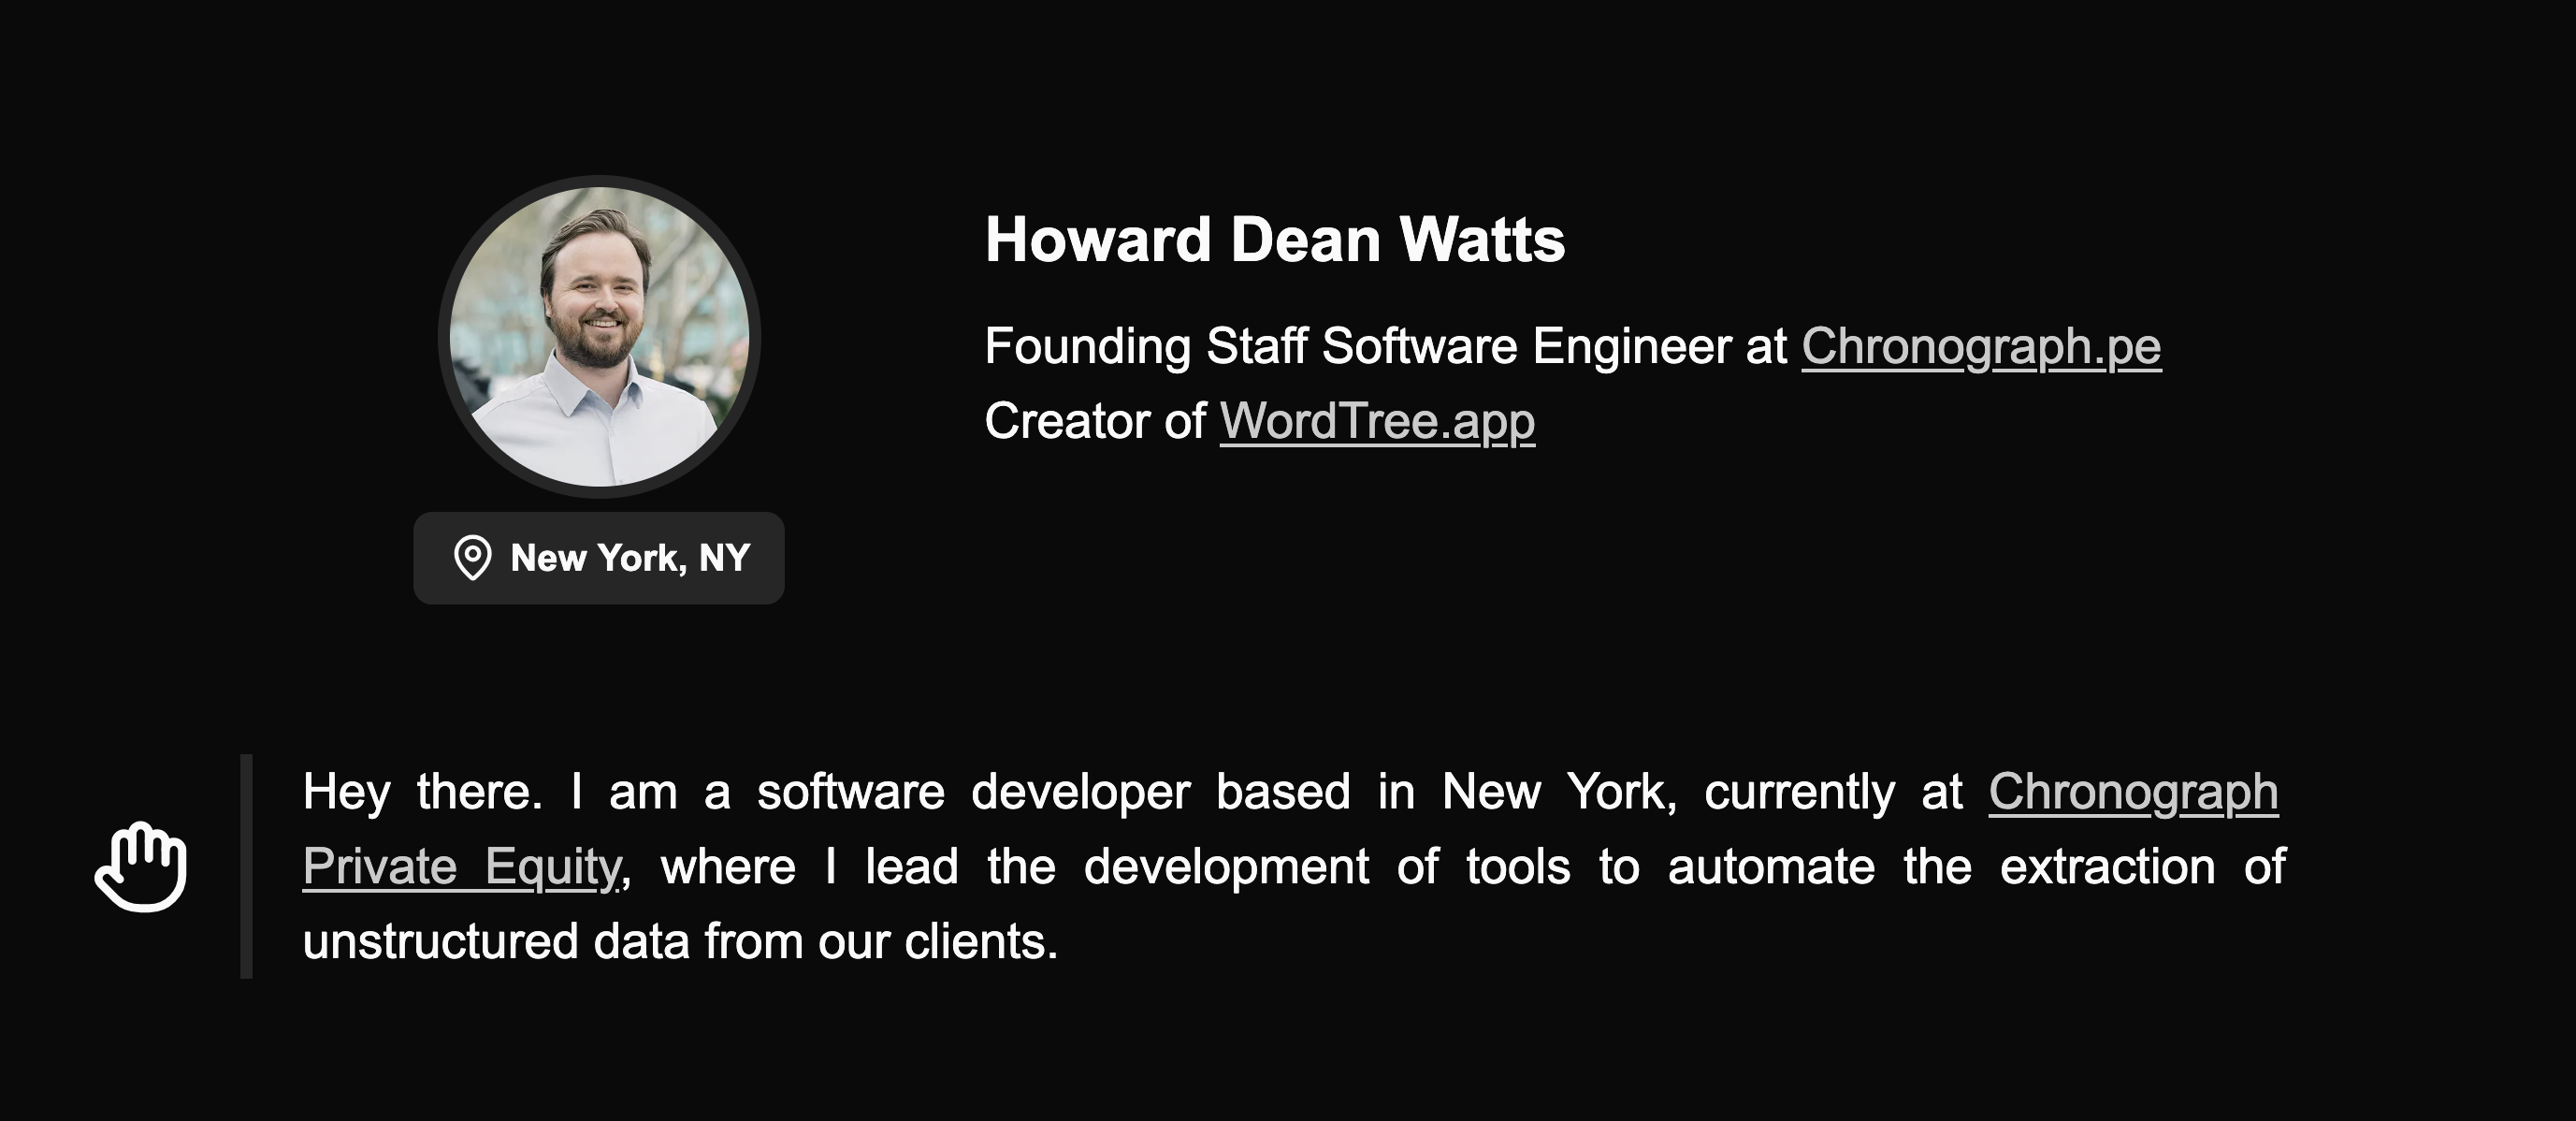 Howard Dean Watts
Founding Staff Software Engineer at Chronograph.pe
Creator of WordTree.app
New York, NY
Hey there. I am a software developer based in New York, currently at Chronograph
Private Equity, where I lead the development of tools to automate the extraction of
unstructured data from our clients.